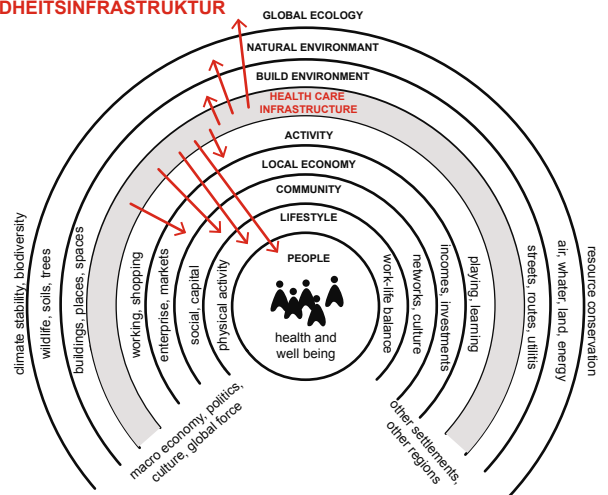 DHEITSINFRASTRUKTUR
GLOBAL ECOLOGY
NATURAL ENVIRONMANT
BUILD ENVIRONMENT
HEALTH CARE
INFRASTRUCTURE
ACTIVITY
LOCAL ECONOMY
COMMUNITY
LIFESTYLE
PEOPLE
health and
well being
climate stability, biodiversity
wildlife, soils, trees
buildings, places, spaces
working, shopping
enterprise, markets
social, capital
physical activity
work-life balance
networks, culture
incomes, investments
playing, learning
streets, routes, utilitis
air, whater, land, energy
resource conservation
macro economy, politics,
culture, global force
other settlements,
other regions